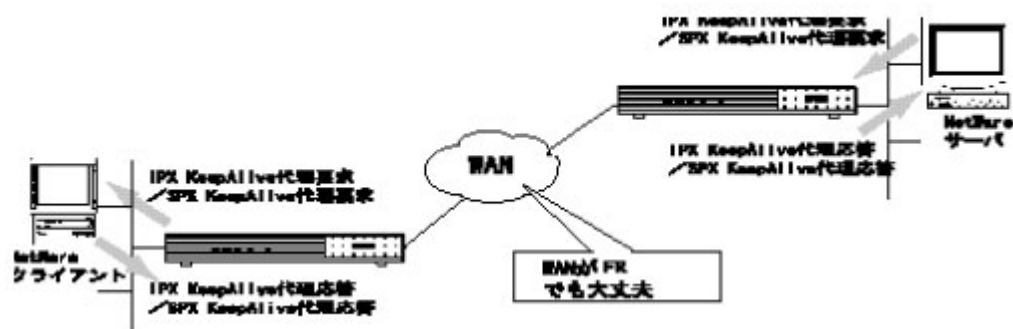 IPX KeepAlive代理要求
／SPX KeepAlive代理要求
NetWare
サーバ
IPX KeepAlive代理応答
／SPX KeepAlive代理応答
WAN
IPX KeepAlive代理要求
／SPX KeepAlive代理要求
NetWare
クライアント
IPX KeepAlive代理応答
／SPX KeepAlive代理応答
WANがFR
でも大丈夫